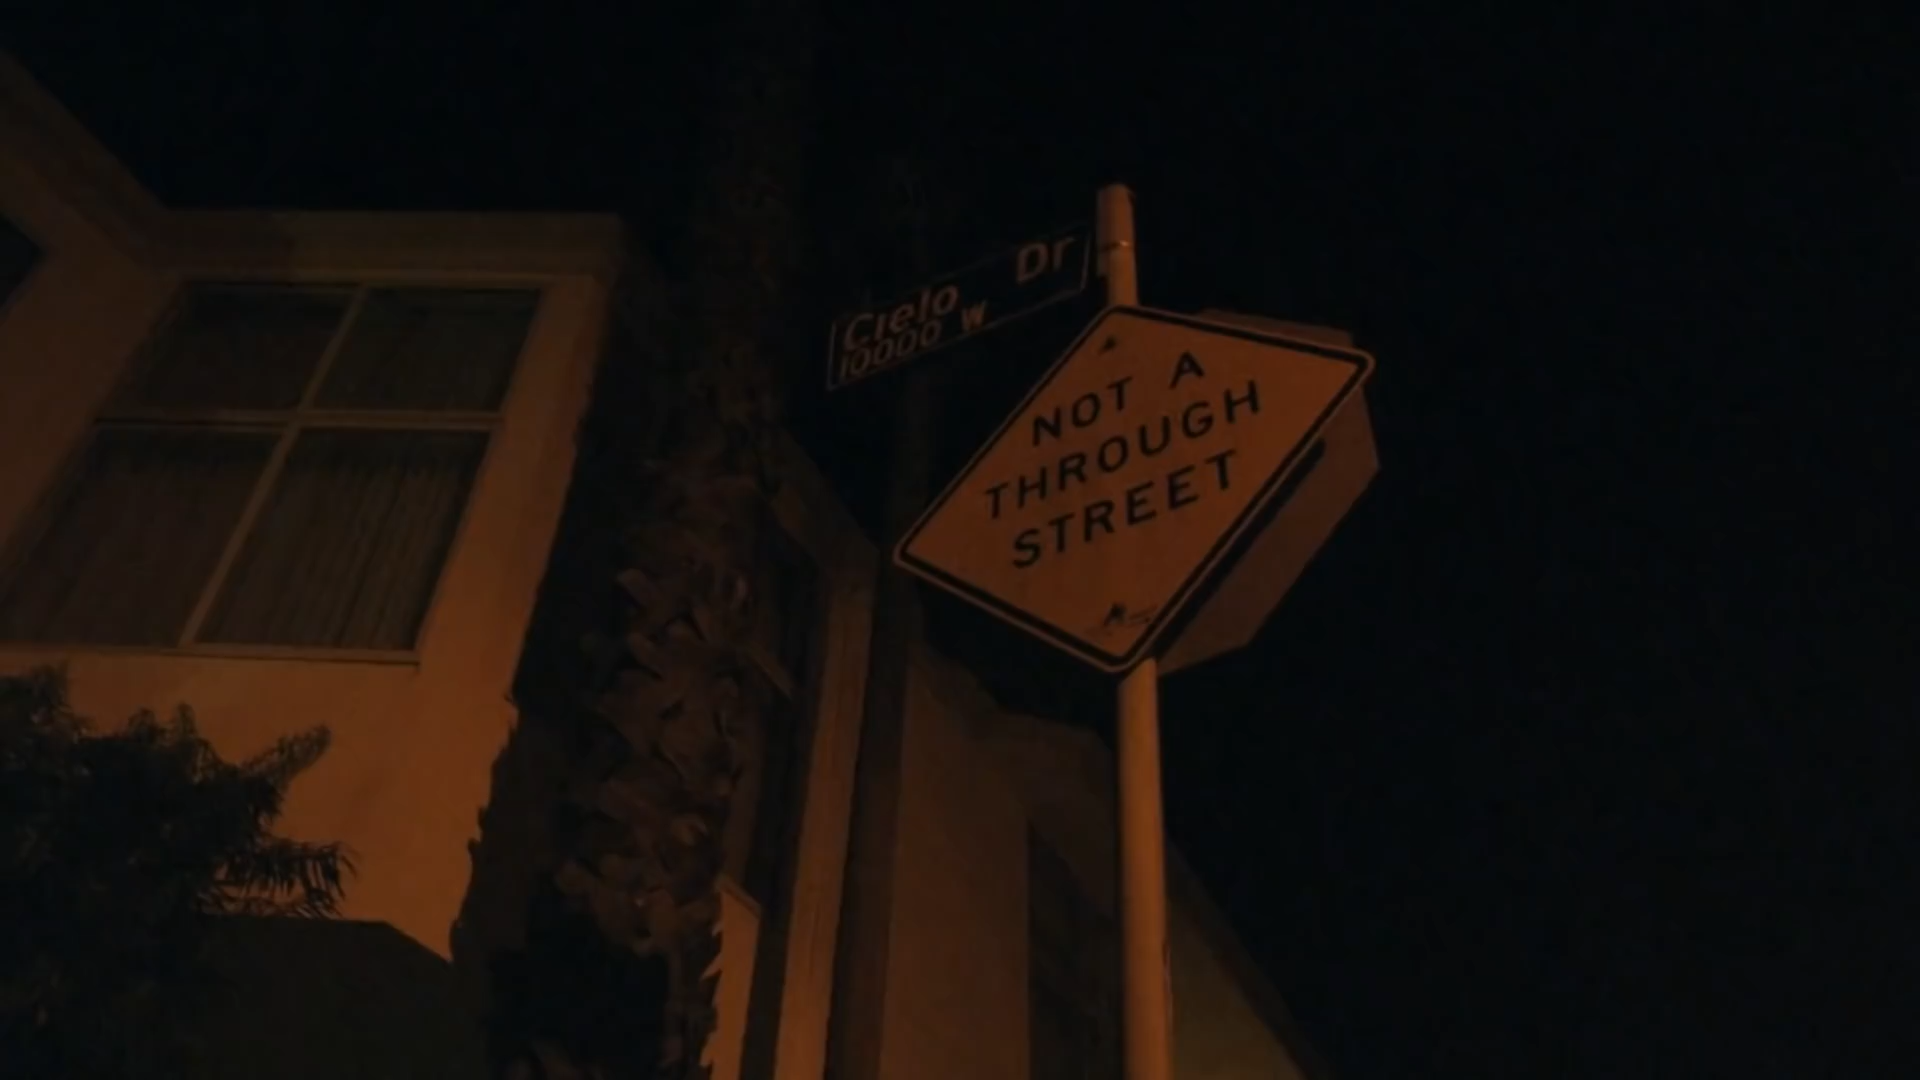 Cielo Dr
10000 W
NOT A
THROUGH
STREET